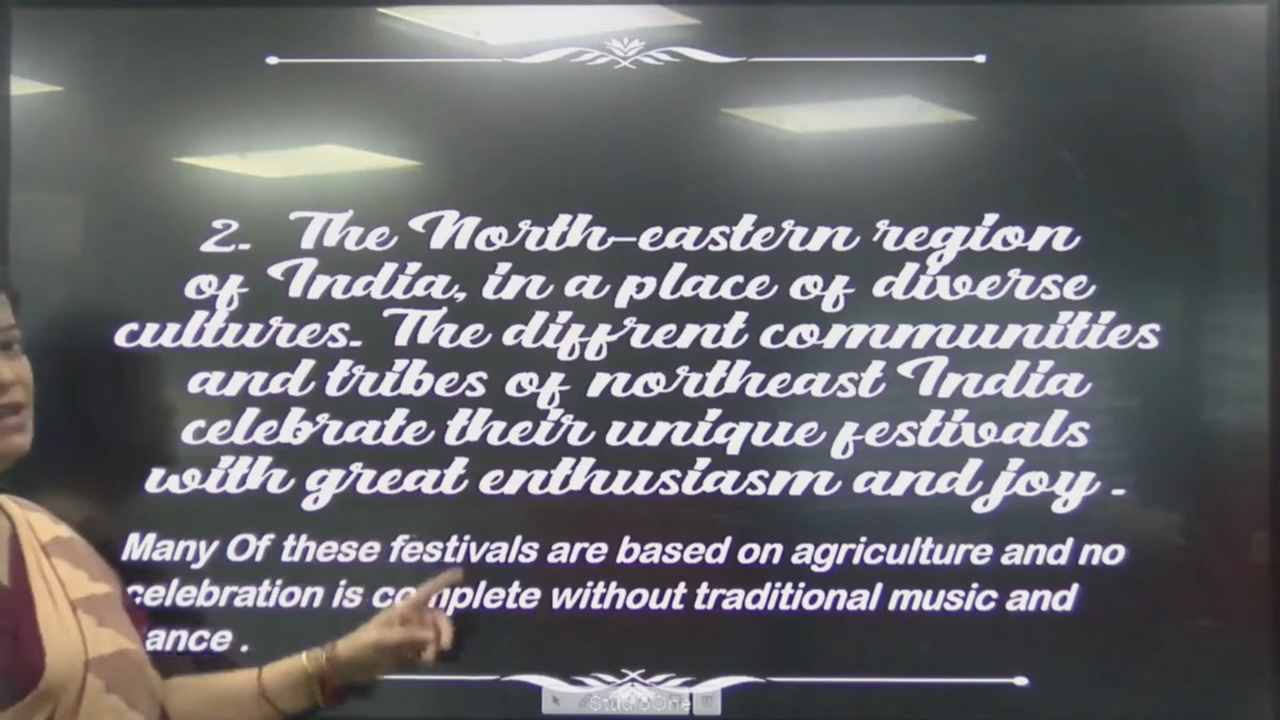 2. The North-eastern region
of India, in a place of diverse
cultures. The diffrent communities
and tribes of northeast India
celebrate their unique festivals
with great enthusiasm and joy .
Many Of these festivals are based on agriculture and no
celebration is complete without traditional music and
ance .
StudioOne